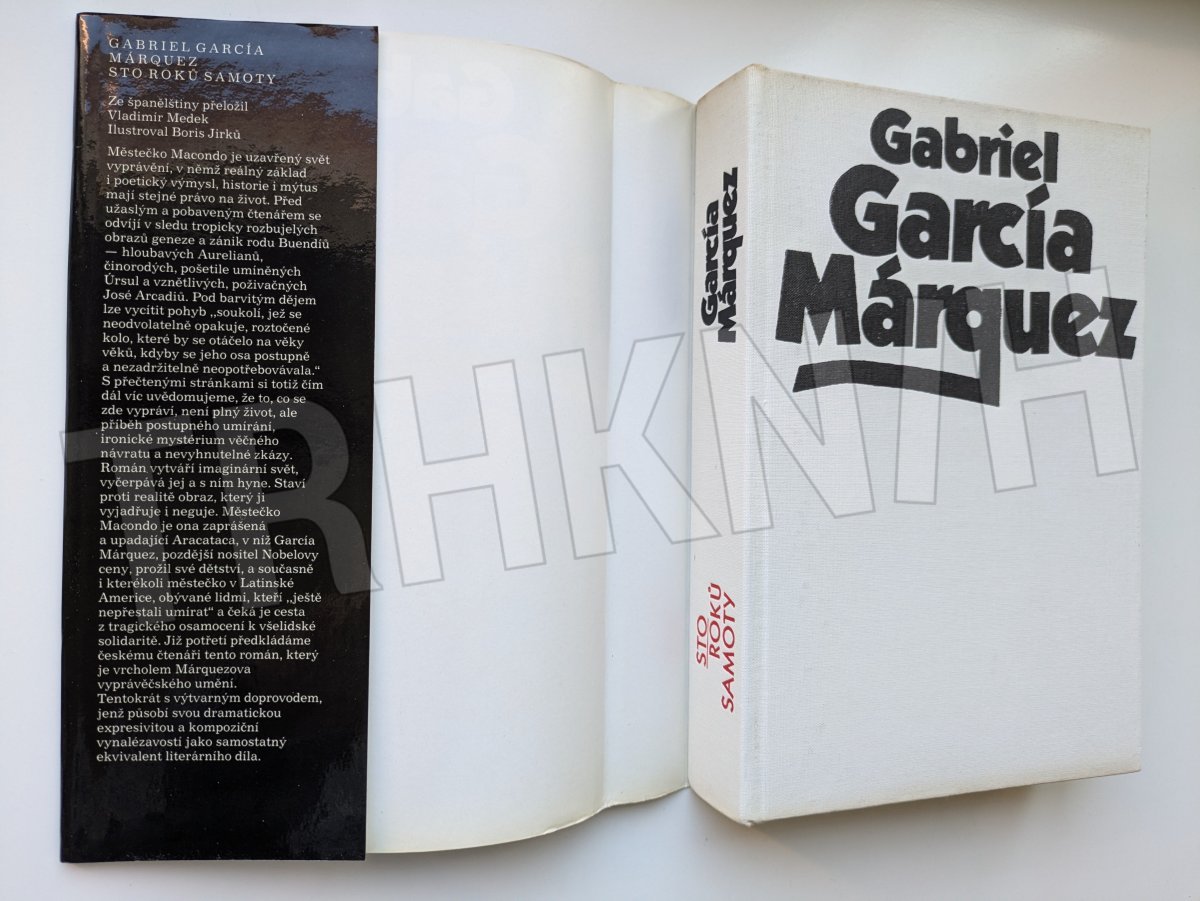 GABRIEL GARCÍA
MÁRQUEZ
STO ROKŮ SAMOTY
Ze španělštiny přeložil
Vladimír Medek
Ilustroval Boris Jirků
Městečko Macondo je uzavřený svět
vyprávění, v němž reálný základ
i poetický výmysl, historie i mýtus
mají stejné právo na život. Před
užaslým a pobaveným čtenářem se
odvíjí v sledu tropicky rozbujelých
obrazů geneze a zánik rodu Buendiů
— hloubavých Aurelianů,
činorodých, pošetile umíněných
Úrsul a vznětlivých, poživačných
José Arcadiů. Pod barvitým dějem
lze vycítit pohyb „soukolí, jež se
neodvolatelně opakuje, roztočené
kolo, které by se otáčelo na věky
věků, kdyby se jeho osa postupně
a nezadržitelně neopotřebovávala.“
S přečtenými stránkami si totiž čím
dál víc uvědomujeme, že to, co se
zde vypráví, není plný život, ale
příběh postupného umírání,
ironické mystérium věčného
návratu a nevyhnutelné zkázy.
Román vytváří imaginární svět,
vyčerpává jej a s ním hyne. Staví
proti realitě obraz, který ji
vyjadřuje i neguje. Městečko
Macondo je ona zaprášená
a upadající Aracataca, v níž García
Márquez, pozdější nositel Nobelovy
ceny, prožil své dětství, a současně
i kterékoli městečko v Latinské
Americe, obývané lidmi, kteří „ještě
nepřestali umírat“ a čeká je cesta
z tragického osamocení k všelidské
solidaritě. Již potřetí předkládáme
českému čtenáři tento román, který
je vrcholem Márquezova
vyprávěčského umění.
Tentokrát s výtvarným doprovodem,
jenž působí svou dramatickou
expresivitou a kompoziční
vynalézavostí jako samostatný
ekvivalent literárního díla.
García
Márquez
STO
ROKŮ
SAMOTY
Gabriel
García
Márquez
TRHKNIH